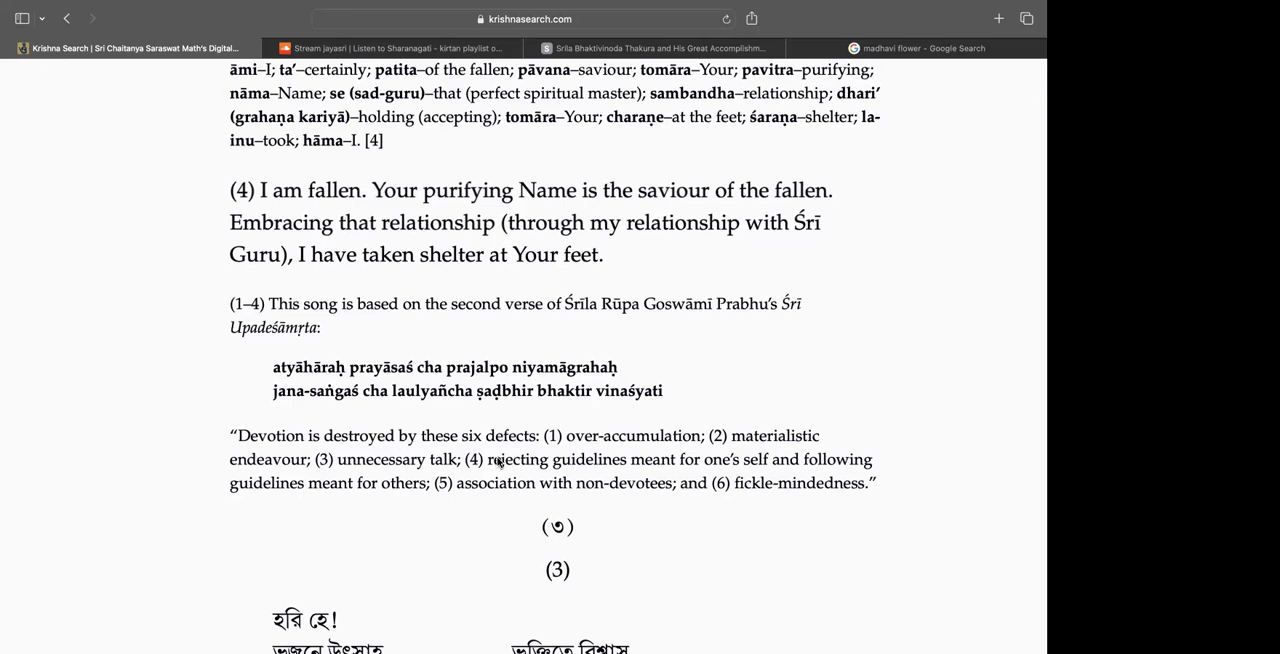 krishnasearch.com
Krishna Search | Sri Chaitanya Saraswat Math's Digital...
Stream jayasri | Listen to Sharanagati - kirtan playlist o...
S
Srila Bhaktivinoda Thakura and His Great Accomplishm...
madhavi flower - Google Search
āmi–I; ta’–certainly; patita–of the fallen; pāvana–saviour; tomāra–Your; pavitra–purifying;
nāma–Name; se (sad-guru)–that (perfect spiritual master); sambandha–relationship; dhari’
(grahaṇa kariyā)–holding (accepting); tomāra–Your; charaṇe–at the feet; śaraṇa–shelter; la-
inu–took; hāma–I. [4]
(4) I am fallen. Your purifying Name is the saviour of the fallen.
Embracing that relationship (through my relationship with Śrī
Guru), I have taken shelter at Your feet.
(1–4) This song is based on the second verse of Śrīla Rūpa Goswāmī Prabhu’s Śrī
Upadeśāmṛta:
atyāhāraḥ prayāsaś cha prajalpo niyamāgrahaḥ
jana-saṅgaś cha laulyañcha ṣaḍbhir bhaktir vinaśyati
“Devotion is destroyed by these six defects: (1) over-accumulation; (2) materialistic
endeavour; (3) unnecessary talk; (4) rejecting guidelines meant for one’s self and following
guidelines meant for others; (5) association with non-devotees; and (6) fickle-mindedness.”
(৩)
(3)
হরি হে!
ভজনে উৎসাহ ভক্তিতে বিশ্বাস